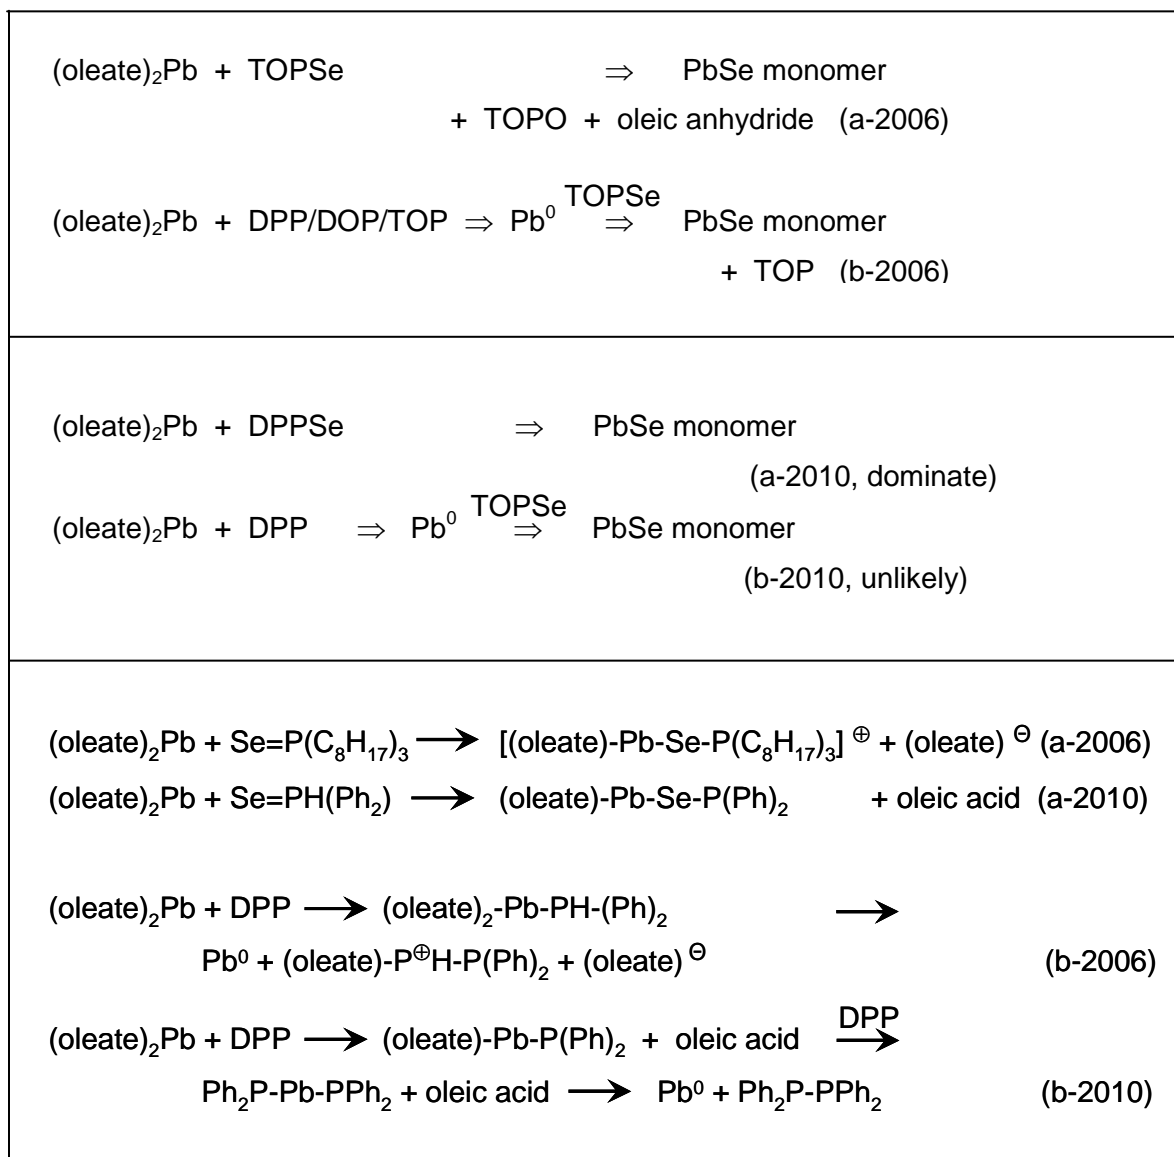 (oleate)₂Pb + TOPSe ⇒ PbSe monomer
+ TOPO + oleic anhydride (a-2006)
TOPSe
(oleate)₂Pb + DPP/DOP/TOP ⇒ Pb⁰ ⇒ PbSe monomer
+ TOP (b-2006)
(oleate)₂Pb + DPPSe ⇒ PbSe monomer
(a-2010, dominate)
TOPSe
(oleate)₂Pb + DPP ⇒ Pb⁰ ⇒ PbSe monomer
(b-2010, unlikely)
(oleate)₂Pb + Se=P(C₈H₁₇)₃ → [(oleate)-Pb-Se-P(C₈H₁₇)₃] ⊕ + (oleate) ⊖ (a-2006)
(oleate)₂Pb + Se=PH(Ph₂) → (oleate)-Pb-Se-P(Ph)₂ + oleic acid (a-2010)
(oleate)₂Pb + DPP → (oleate)₂-Pb-PH-(Ph)₂ →
Pb⁰ + (oleate)-P⊕H-P(Ph)₂ + (oleate) ⊖ (b-2006)
DPP
(oleate)₂Pb + DPP → (oleate)-Pb-P(Ph)₂ + oleic acid →
Ph₂P-Pb-PPh₂ + oleic acid → Pb⁰ + Ph₂P-PPh₂ (b-2010)